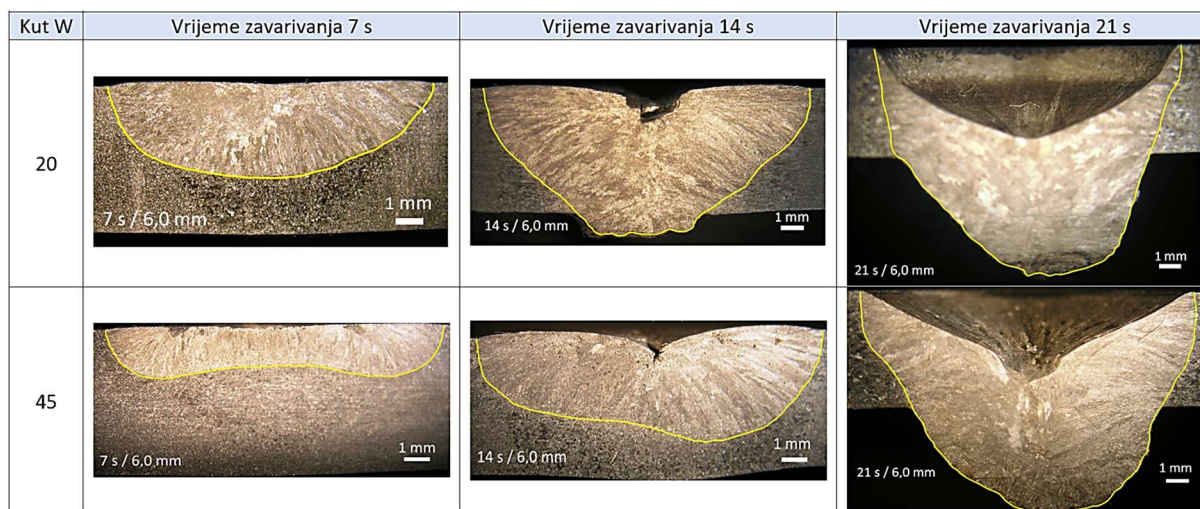 Kut W Vrijeme zavarivanja 7 s Vrijeme zavarivanja 14 s Vrijeme zavarivanja 21 s
20
1 mm
7 s / 6,0 mm
1 mm
14 s / 6,0 mm
1 mm
21 s / 6,0 mm
45
1 mm
7 s / 6,0 mm
1 mm
14 s / 6,0 mm
1 mm
21 s / 6,0 mm